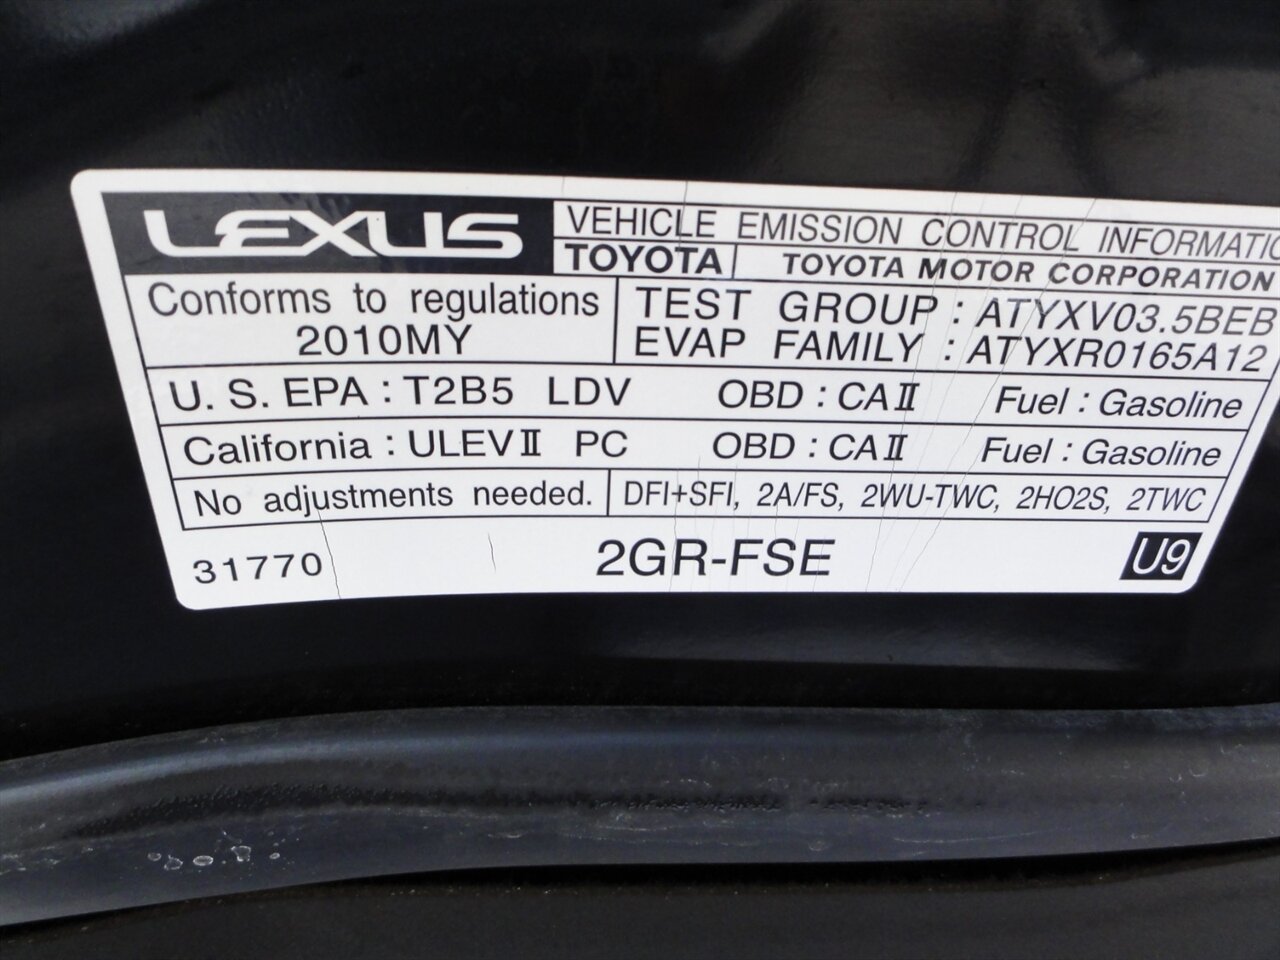 LEXUS VEHICLE EMISSION CONTROL
TOYOTA TOYOTA MOTOR CORPORATION
Conforms to regulations
2010MY
TEST GROUP : ATYXV03.5BEB
EVAP FAMILY : ATYXR0165A12
U. S. EPA : T2B5 LDV OBD : CAⅡ Fuel : Gasoline
California : ULEVⅡ PC OBD : CAⅡ Fuel : Gasoline
No adjustments needed. DFI+SFI, 2A/FS, 2WU-TWC, 2HO2S, 2TWC
31770 2GR-FSE U9